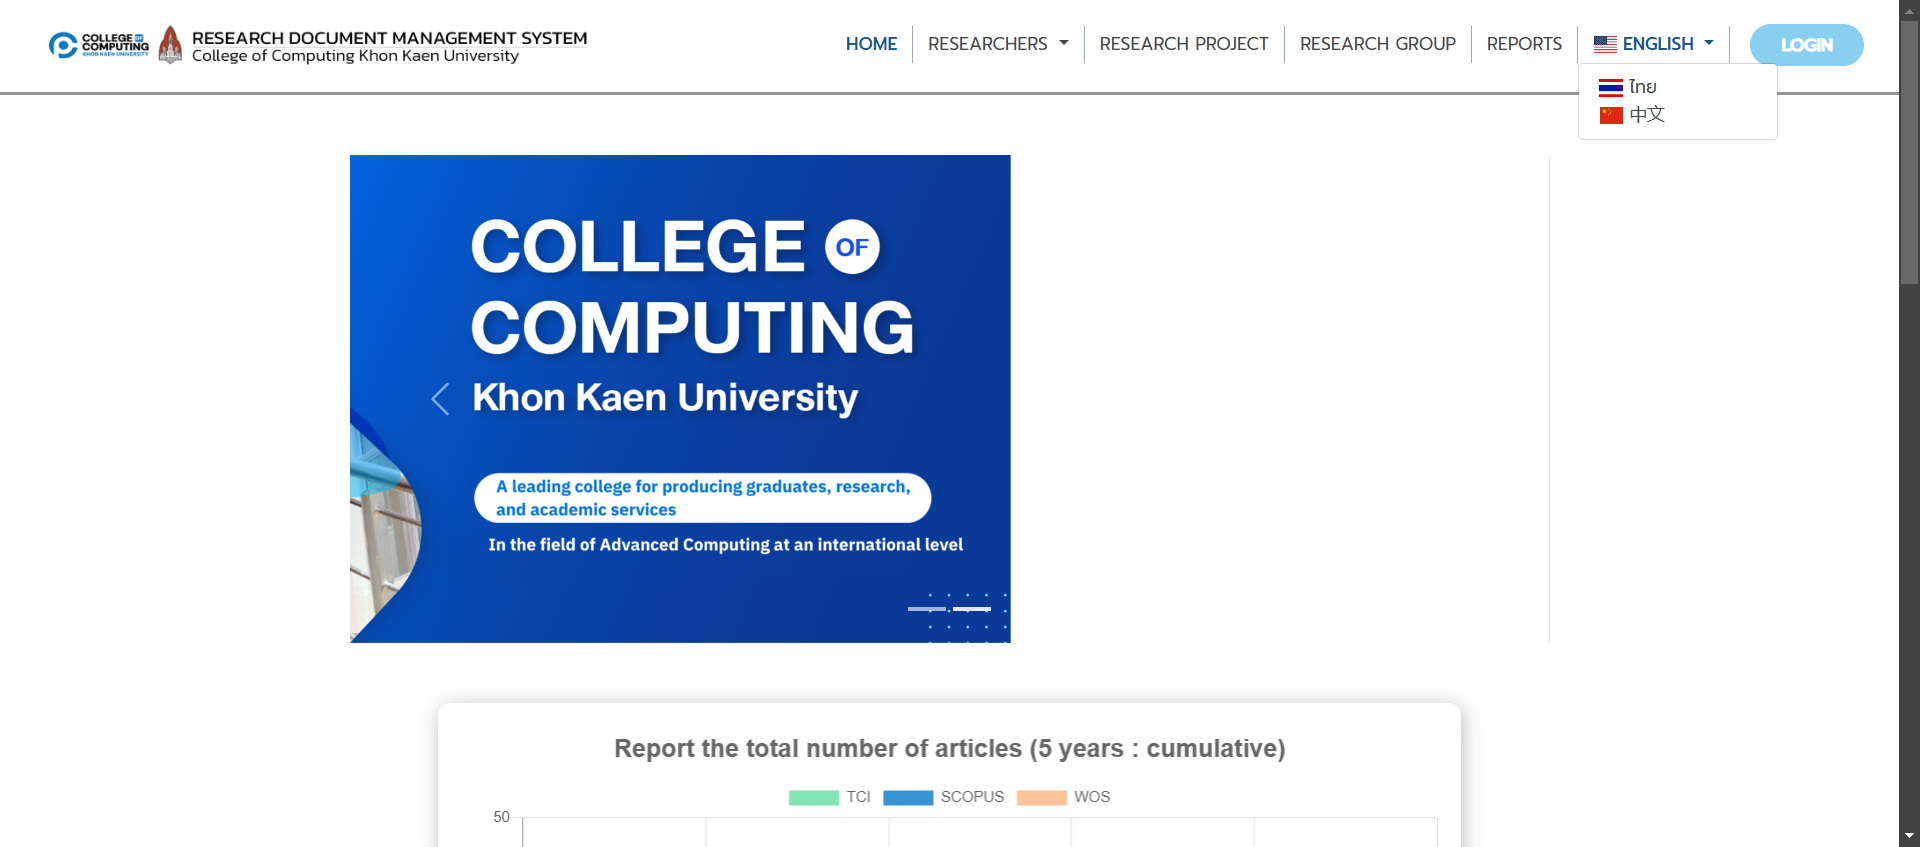 COLLEGE OF
COMPUTING
KHON KAEN UNIVERSITY
RESEARCH DOCUMENT MANAGEMENT SYSTEM
College of Computing Khon Kaen University
HOME
RESEARCHERS
RESEARCH PROJECT
RESEARCH GROUP
REPORTS
ENGLISH
LOGIN
ไทย
中文
COLLEGE OF
COMPUTING
Khon Kaen University
A leading college for producing graduates, research,
and academic services
In the field of Advanced Computing at an international level
Report the total number of articles (5 years : cumulative)
TCI SCOPUS WOS
50